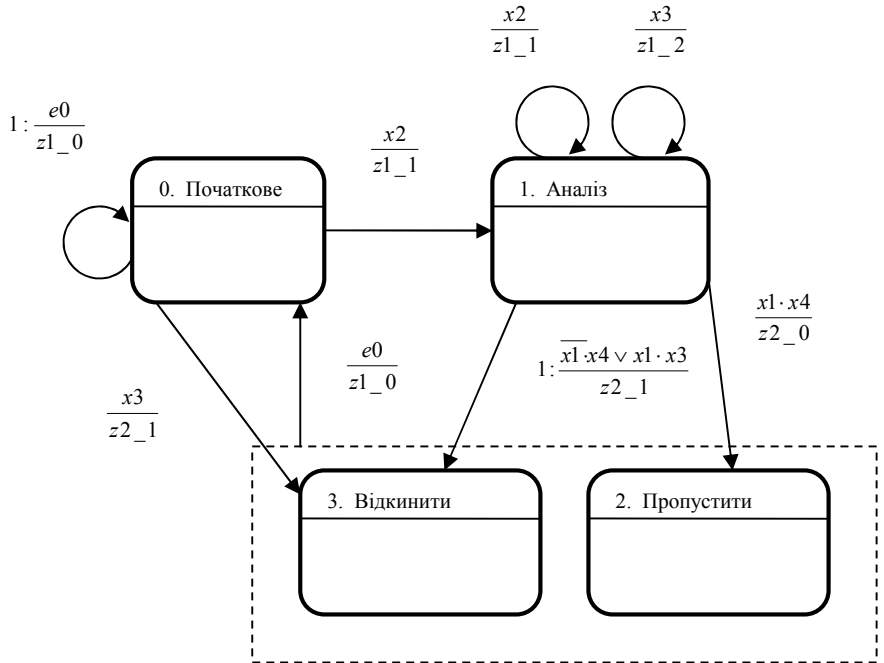 x2
z1_1
x3
z1_2
1: e0
z1_0
x2
z1_1
0. Початкове
1. Аналіз
x1·x4
z2_0
e0
z1_0
1: x̅1̅·x4 ∨ x1·x3
z2_1
x3
z2_1
3. Відкинити
2. Пропустити